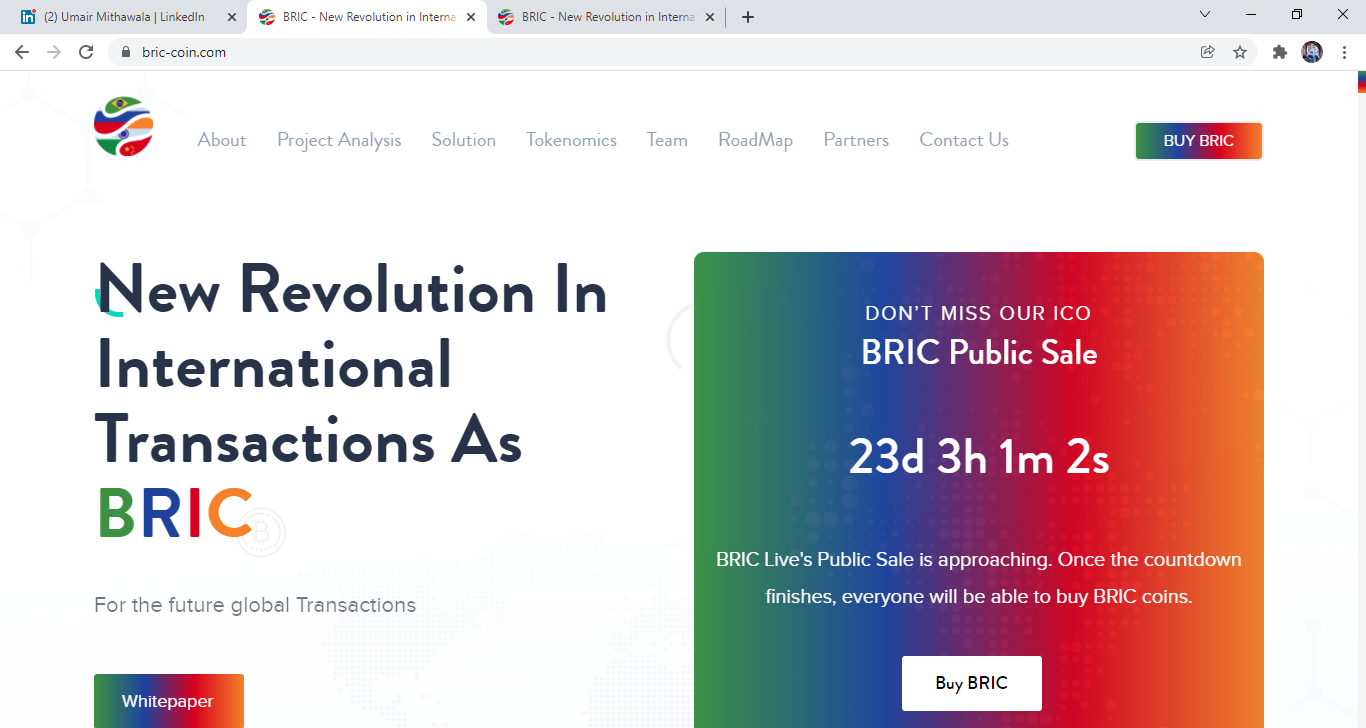 (2) Umair Mithawala | LinkedIn
BRIC - New Revolution in Interna
BRIC - New Revolution in Interna
bric-coin.com
About
Project Analysis
Solution
Tokenomics
Team
RoadMap
Partners
Contact Us
BUY BRIC
New Revolution In
International
Transactions As
BRIC
For the future global Transactions
Whitepaper
DON'T MISS OUR ICO
BRIC Public Sale
23d 3h 1m 2s
BRIC Live's Public Sale is approaching. Once the countdown
finishes, everyone will be able to buy BRIC coins.
Buy BRIC